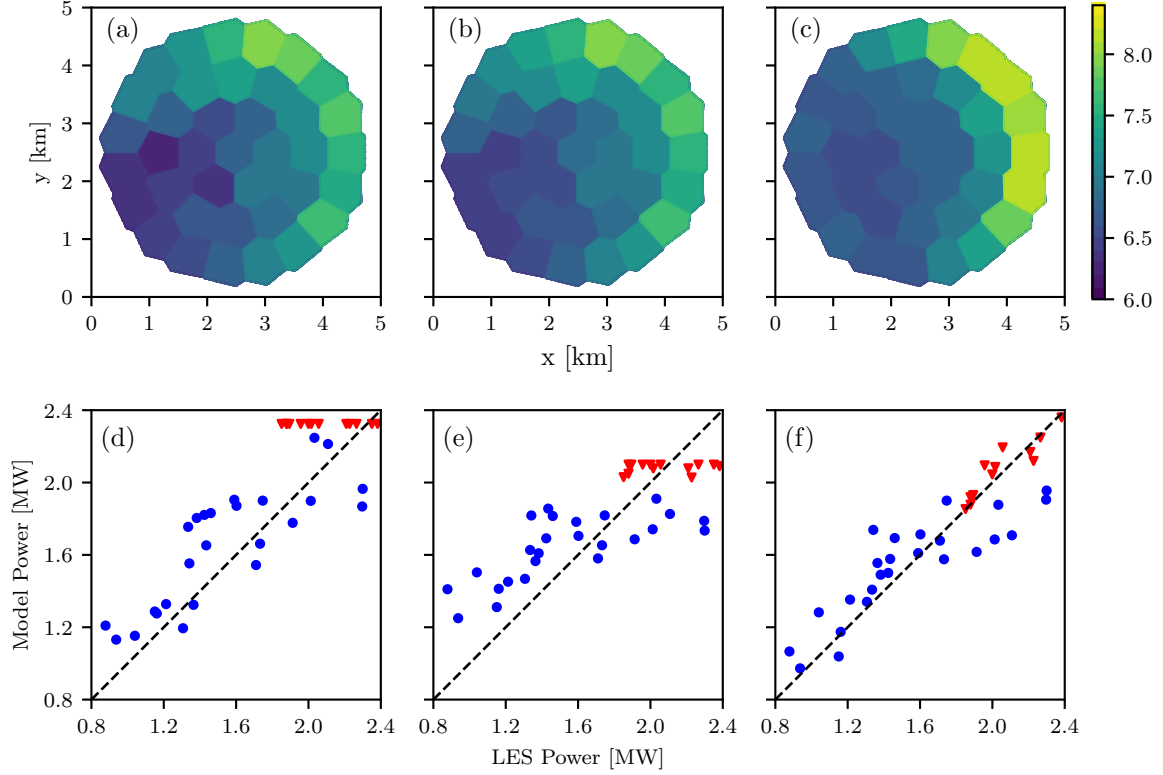 (a) (b) (c)
5 4 3 2 1 0
y [km]
0 1 2 3 4 5 0 1 2 3 4 5 0 1 2 3 4 5
x [km]
8.0 7.5 7.0 6.5 6.0
(d) (e) (f)
2.4 2.0 1.6 1.2 0.8
Model Power [MW]
0.8 1.2 1.6 2.0 2.4 0.8 1.2 1.6 2.0 2.4 0.8 1.2 1.6 2.0 2.4
LES Power [MW]